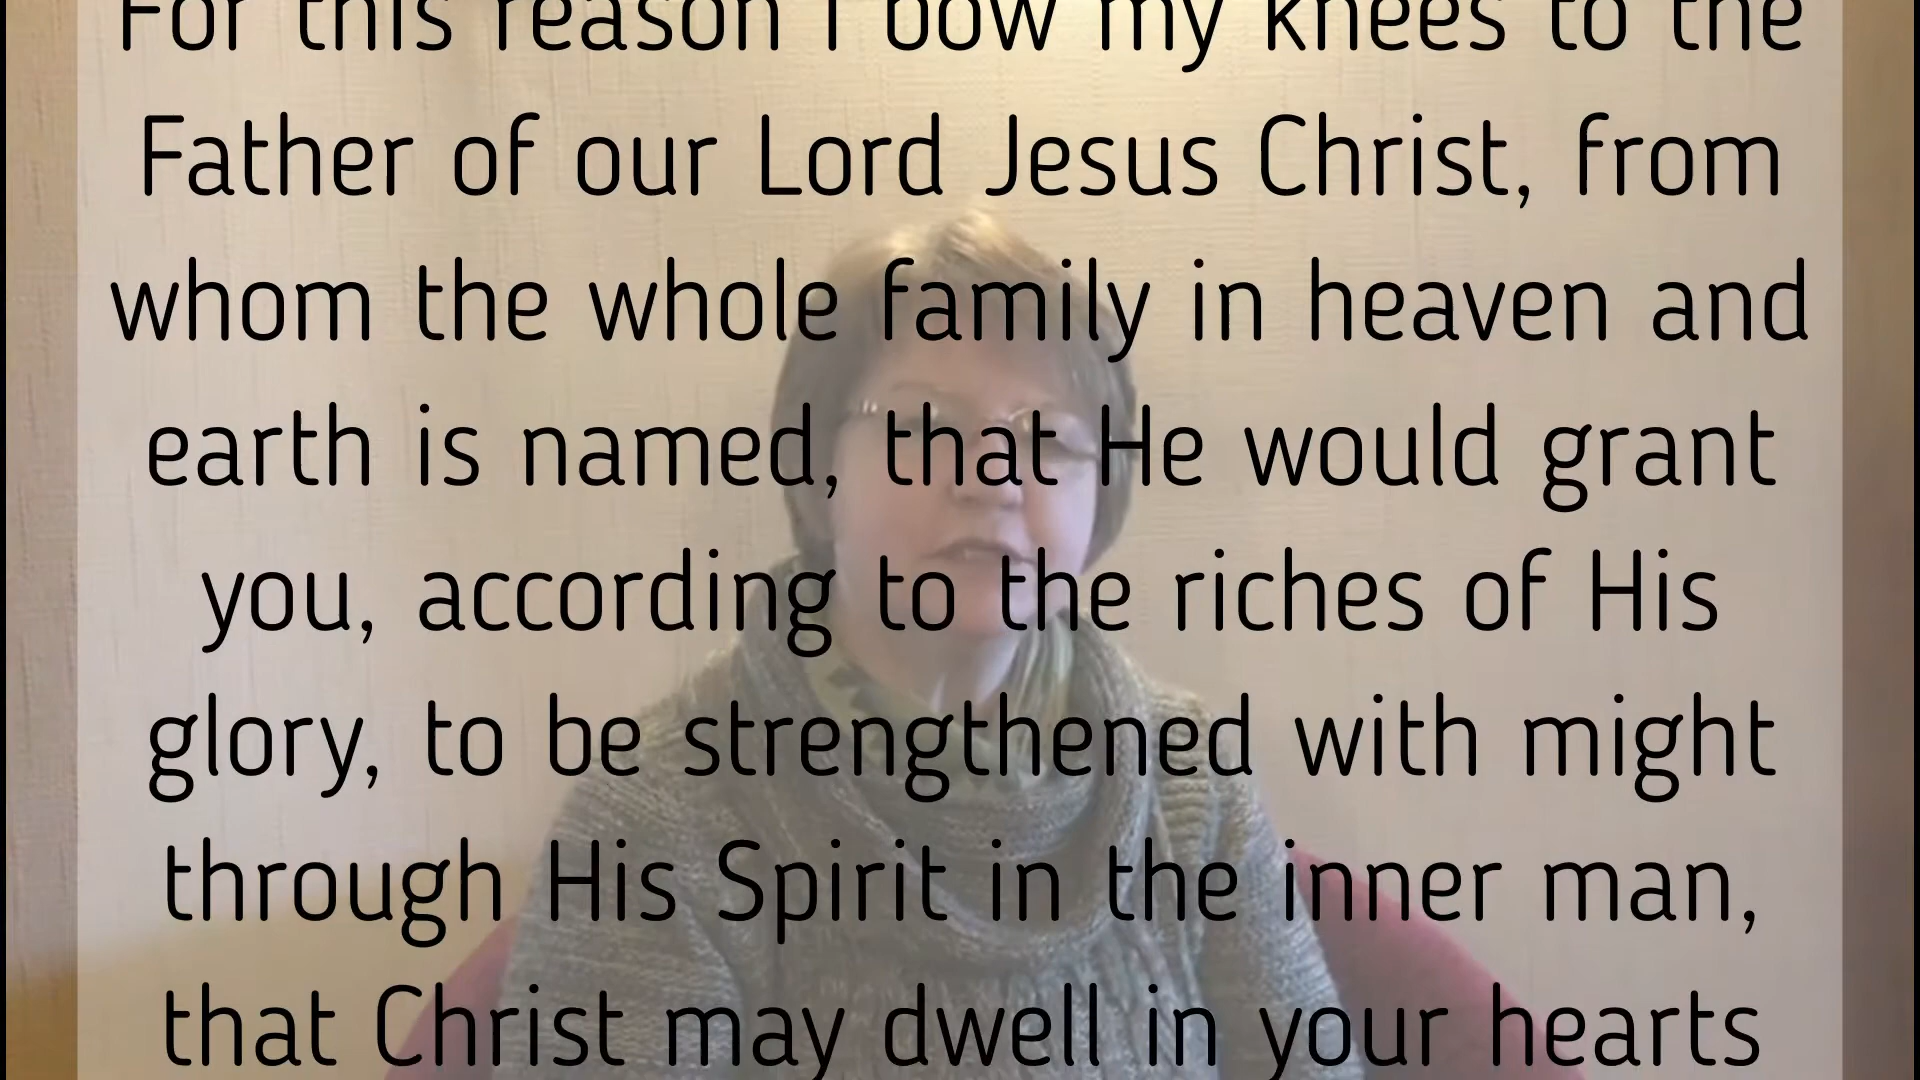 For this reason I bow my knees to the
Father of our Lord Jesus Christ, from
whom the whole family in heaven and
earth is named, that He would grant
you, according to the riches of His
glory, to be strengthened with might
through His Spirit in the inner man,
that Christ may dwell in your hearts